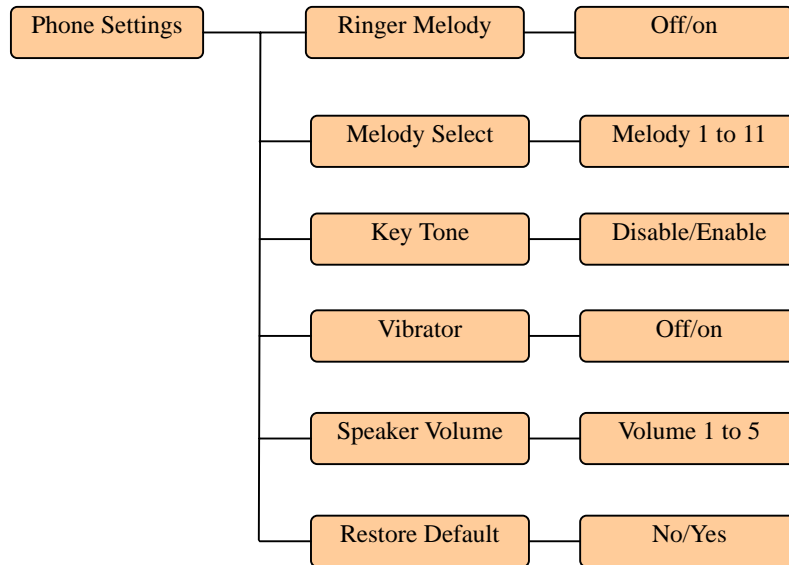 Phone Settings
Ringer Melody
Off/on
Melody Select
Melody 1 to 11
Key Tone
Disable/Enable
Vibrator
Off/on
Speaker Volume
Volume 1 to 5
Restore Default
No/Yes